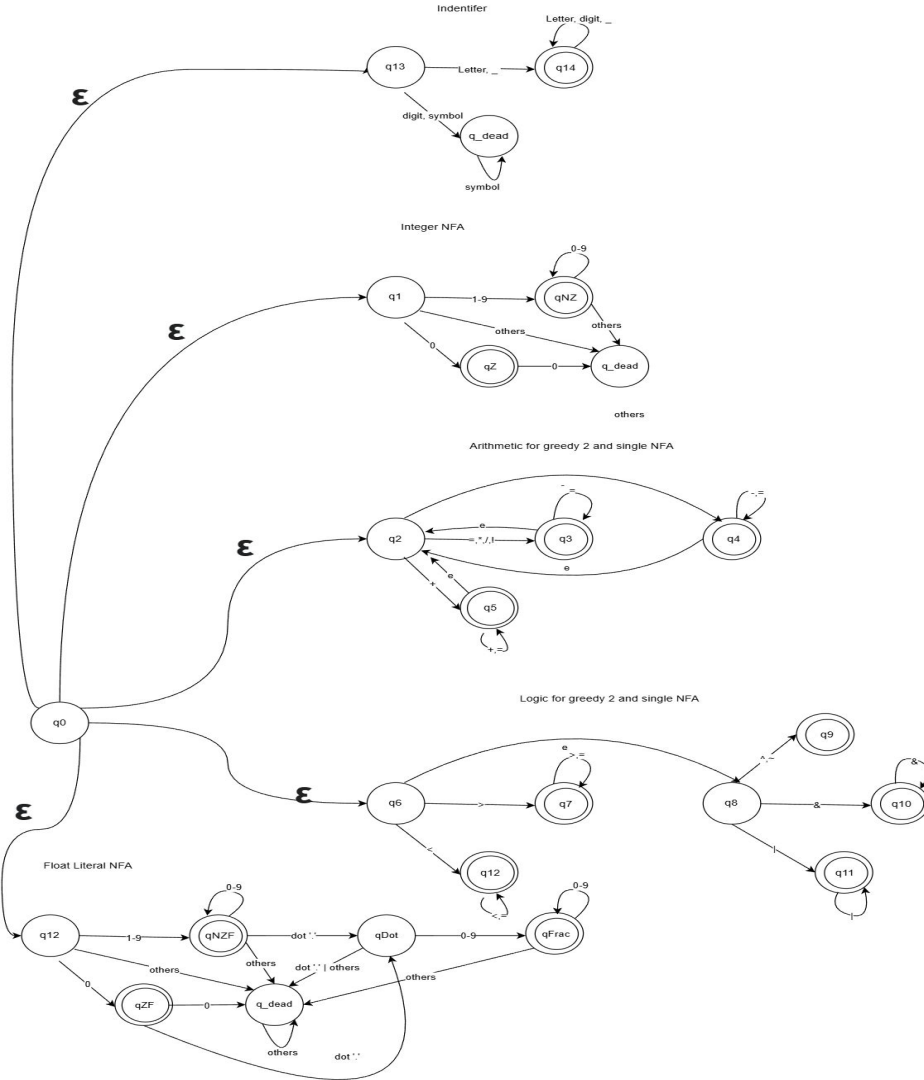 Indentifer
Letter, digit, _
q13
Letter, _
q14
ε
digit, symbol
q_dead
symbol
Integer NFA
0-9
q1
1-9
qNZ
ε
others
others
0
qZ
0
q_dead
others
Arithmetic for greedy 2 and single NFA
-
=
-,=
e
q2
=,*,/,!
q3
q4
ε
e
+
e
q5
+,=
Logic for greedy 2 and single NFA
q0
q9
e
>,=
^,~
&
ε
q6
>
q7
q8
&
q10
ε
<
|
Float Literal NFA
q12
q11
<,=
|
0-9
0-9
q12
1-9
qNZF
dot '.'
qDot
0-9
qFrac
others
others
dot '.' | others
others
0
qZF
0
q_dead
others
dot '.'